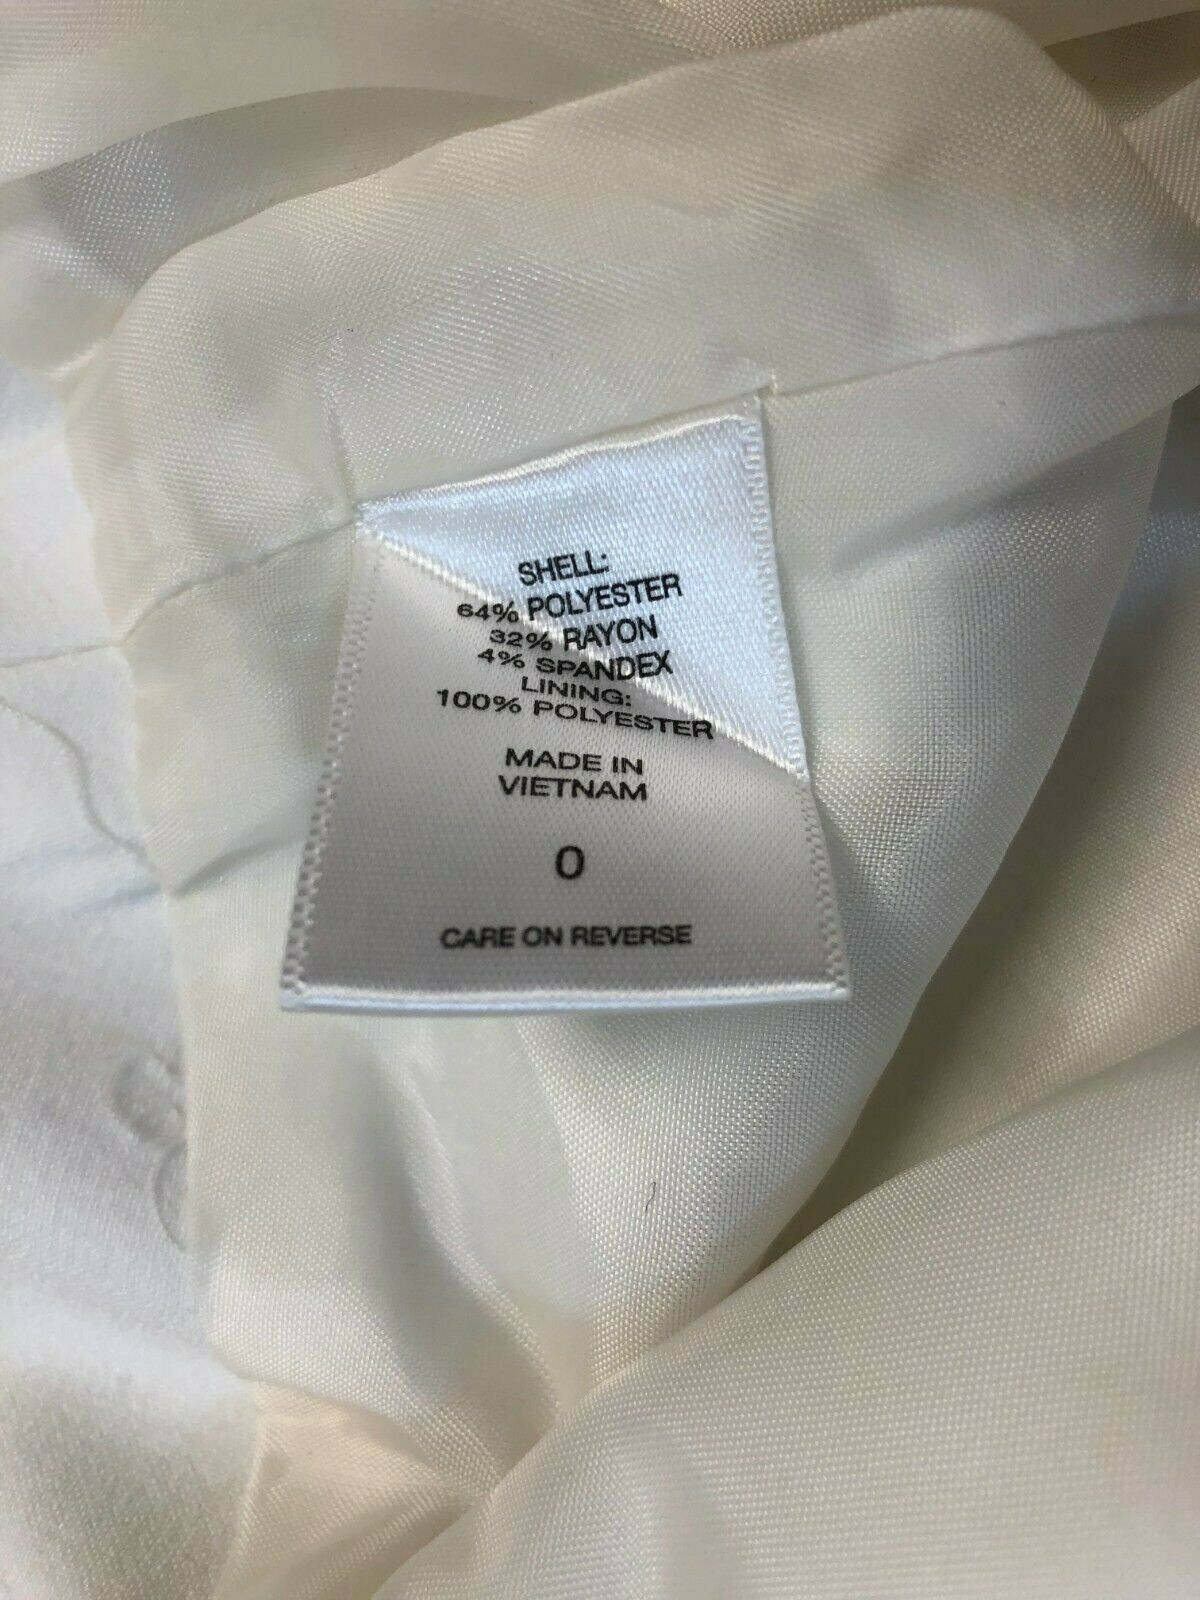 SHELL:
64% POLYESTER
32% RAYON
4% SPANDEX
LINING:
100% POLYESTER
MADE IN
VIETNAM
0
CARE ON REVERSE